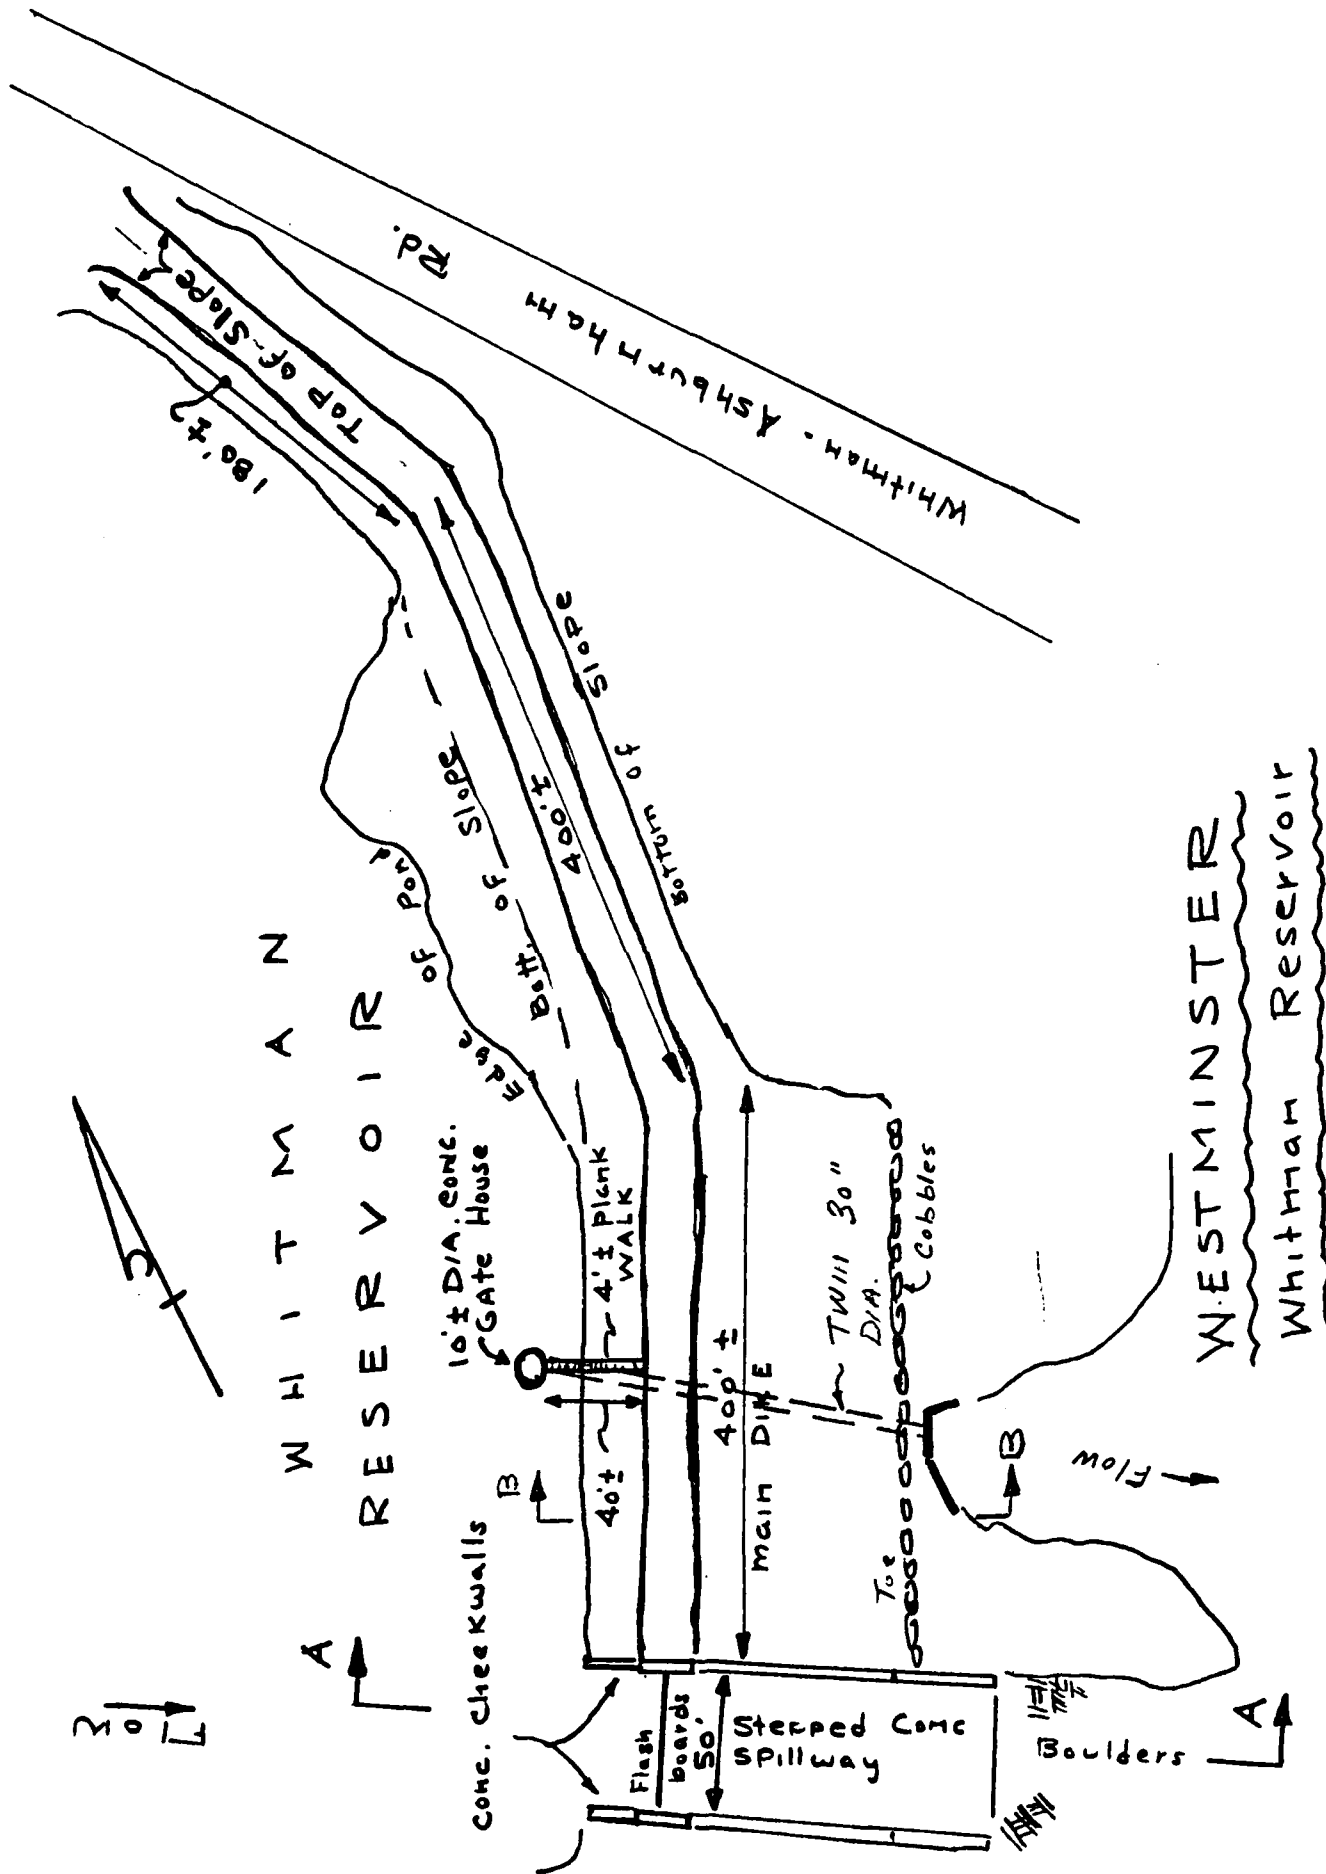 WHITMAN
RESERVOIR
Flow
A
A
Conc. Cheekwalls
Flash
boards
50'
Stepped Conc
Spillway
Boulders
B
B
40'±
10'± DIA. Conc.
GAte House
4'± Plank
WALK
400'±
main DIKE
TWIN 30"
DIA.
Cobbles
Toe
Flow
Edge of Pond
Bott. of Slope
400'±
Bottom of Slope
180'±
Top of Slope
Whitman - Ashburnham Rd.
WESTMINSTER
Whitman Reservoir